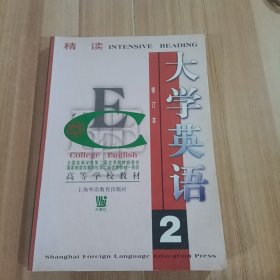 精读 INTENSIVE READING
大学英语
修订本
E
C
College English
高等学校教材
上海外语教育出版社
2
Shanghai Foreign Language Education Press